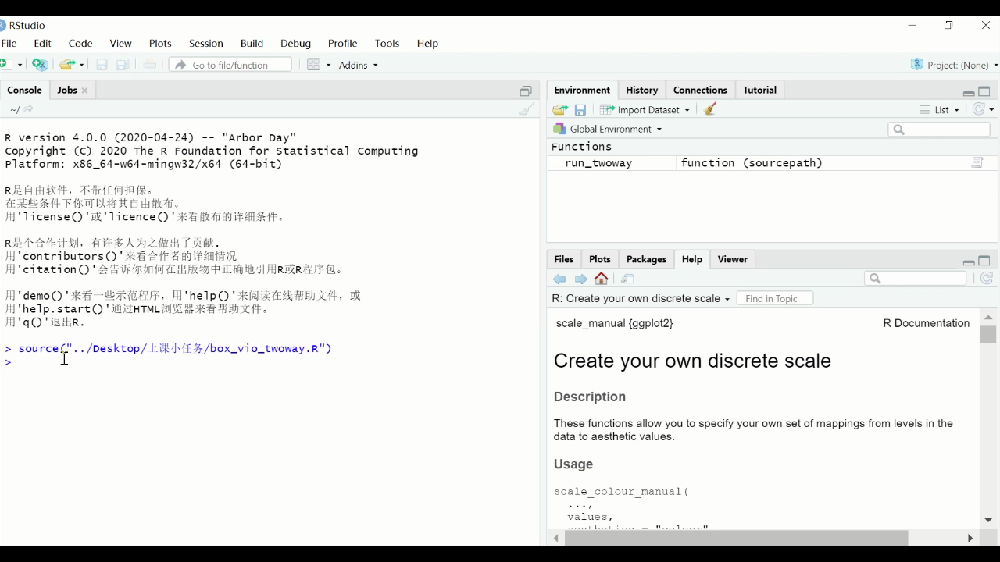 RStudio
File Edit Code View Plots Session Build Debug Profile Tools Help
Go to file/function Addins Project: (None)
Console Jobs
~/
R version 4.0.0 (2020-04-24) -- "Arbor Day"
Copyright (C) 2020 The R Foundation for Statistical Computing
Platform: x86_64-w64-mingw32/x64 (64-bit)
R是自由软件，不带任何担保。
在某些条件下你可以将其自由散布。
用'license()'或'licence()'来看散布的详细条件。
R是个合作计划，有许多人为之做出了贡献.
用'contributors()'来看合作者的详细情况
用'citation()'会告诉你如何在出版物中正确地引用R或R程序包。
用'demo()'来看一些示范程序，用'help()'来阅读在线帮助文件，或
用'help.start()'通过HTML浏览器来看帮助文件。
用'q()'退出R.
> source("../Desktop/上课小任务/box_vio_twoway.R")
>
Environment History Connections Tutorial
Import Dataset List
Global Environment
Functions
run_twoway function (sourcepath)
Files Plots Packages Help Viewer
R: Create your own discrete scale Find in Topic
scale_manual {ggplot2} R Documentation
Create your own discrete scale
Description
These functions allow you to specify your own set of mappings from levels in the
data to aesthetic values.
Usage
scale_colour_manual(
...,
values,
aesthetics = "colour"